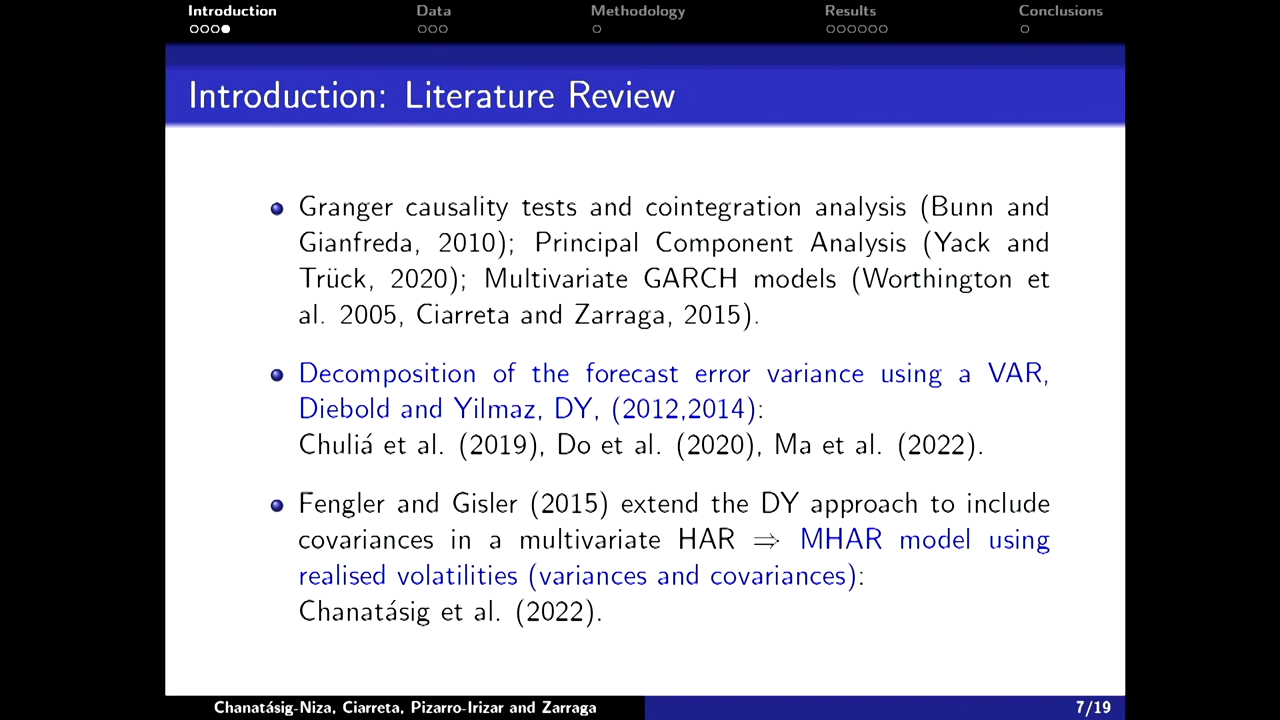 Introduction Data Methodology Results Conclusions
Introduction: Literature Review
Granger causality tests and cointegration analysis (Bunn and
Gianfreda, 2010); Principal Component Analysis (Yack and
Trück, 2020); Multivariate GARCH models (Worthington et
al. 2005, Ciarreta and Zarraga, 2015).
Decomposition of the forecast error variance using a VAR,
Diebold and Yilmaz, DY, (2012,2014):
Chuliá et al. (2019), Do et al. (2020), Ma et al. (2022).
Fengler and Gisler (2015) extend the DY approach to include
covariances in a multivariate HAR ⇒ MHAR model using
realised volatilities (variances and covariances):
Chanatásig et al. (2022).
Chanatásig-Niza, Ciarreta, Pizarro-Irizar and Zarraga 7/19